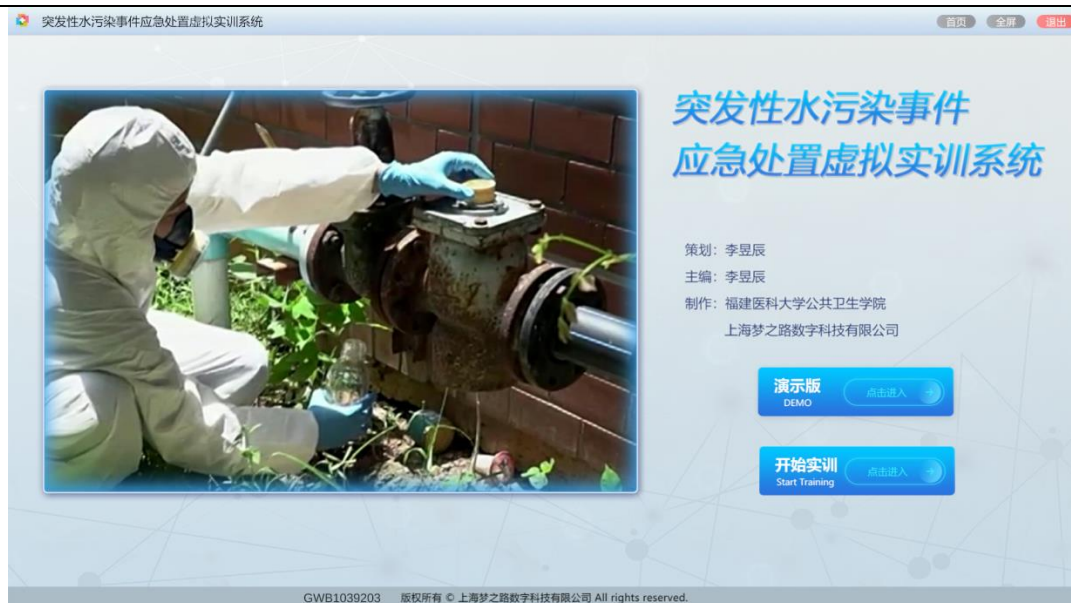 突发性水污染事件应急处置虚拟实训系统
首页 全屏 退出
突发性水污染事件
应急处置虚拟实训系统
策划：李昱辰
主编：李昱辰
制作：福建医科大学公共卫生学院
上海梦之路数字科技有限公司
演示版 点击进入
DEMO
开始实训 点击进入
Start Training
GWB1039203 版权所有 © 上海梦之路数字科技有限公司 All rights reserved.